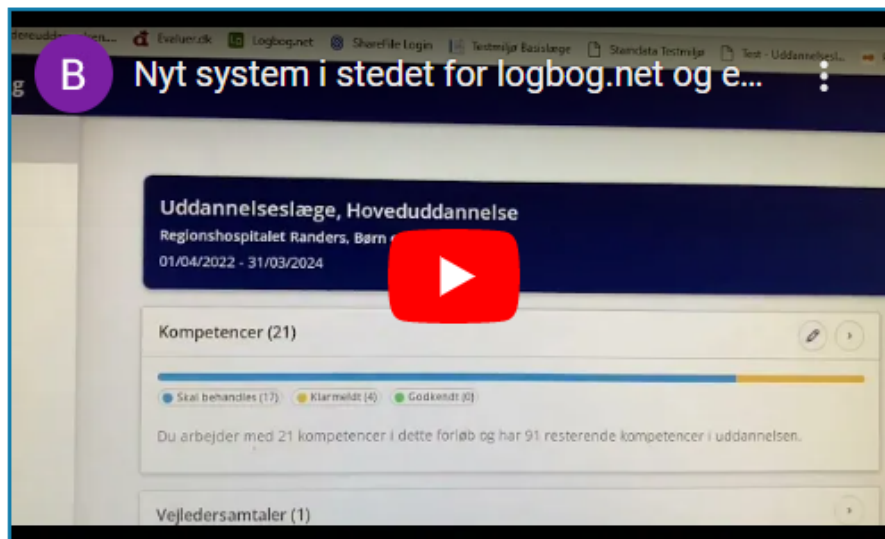 Evaluer.dk Logbog.net ShareFile Login Testmiljø Basislæge Stamdata Testmiljø Test - Uddannelsesl...
B Nyt system i stedet for logbog.net og e...
Uddannelseslæge, Hoveduddannelse
Regionshospitalet Randers, Børn
01/04/2022 - 31/03/2024
Kompetencer (21)
Skal behandles (17) Klarmeldt (4) Godkendt (0)
Du arbejder med 21 kompetencer i dette forløb og har 91 resterende kompetencer i uddannelsen.
Vejledersamtaler (1)